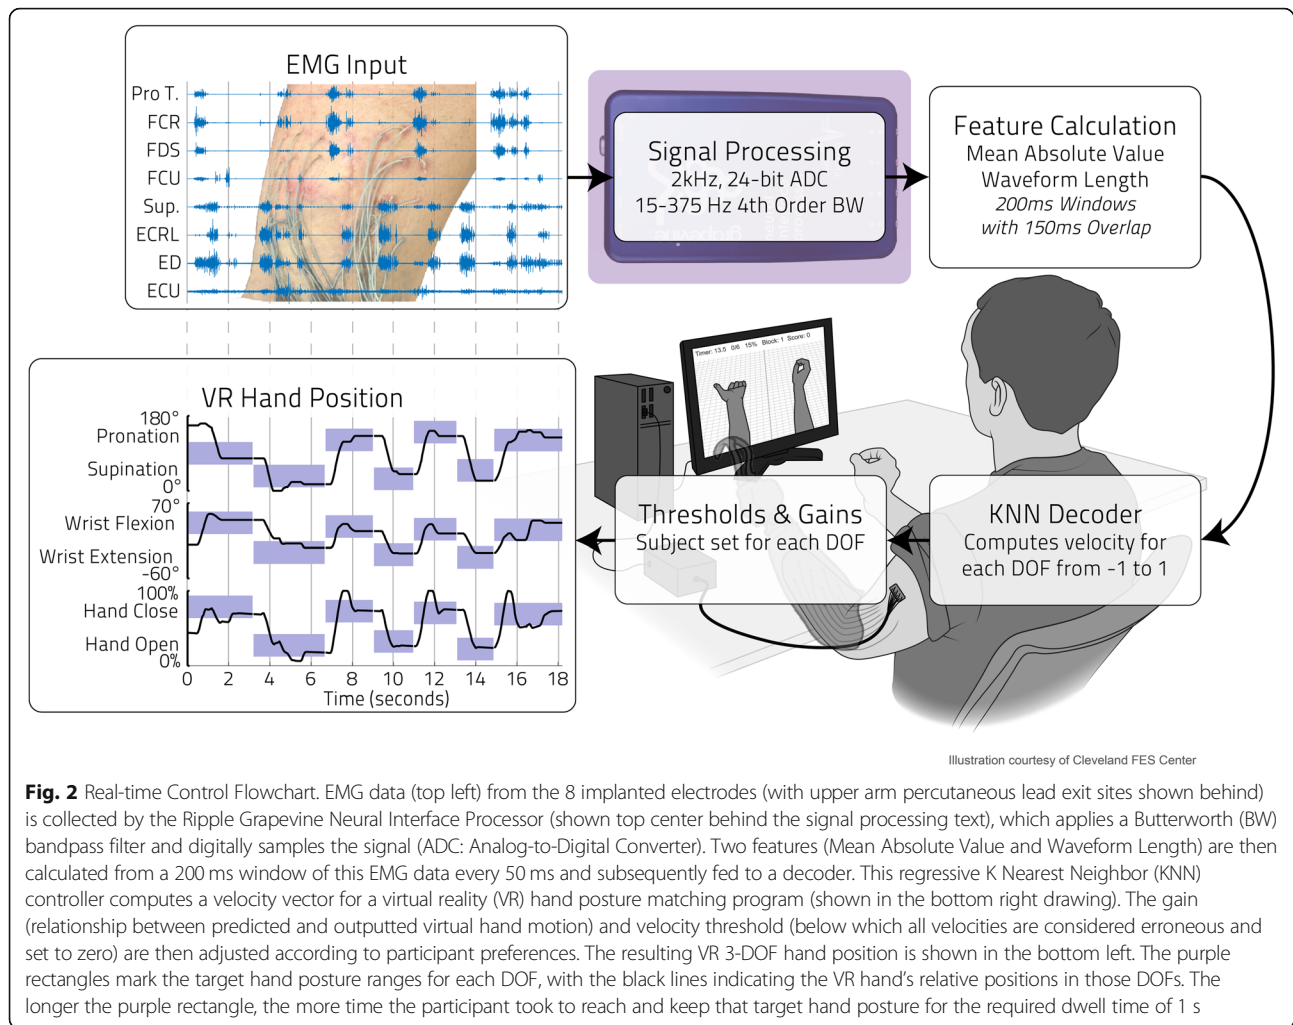 EMG Input
Pro T.
FCR
FDS
FCU
Sup.
ECRL
ED
ECU
Signal Processing
2kHz, 24-bit ADC
15-375 Hz 4th Order BW
Feature Calculation
Mean Absolute Value
Waveform Length
200ms Windows
with 150ms Overlap
Timer: 13.5 0/6 15% Block: 1 Score: 0
KNN Decoder
Computes velocity for
each DOF from -1 to 1
Thresholds & Gains
Subject set for each DOF
VR Hand Position
180°
Pronation
Supination
0°
70°
Wrist Flexion
Wrist Extension
-60°
100%
Hand Close
Hand Open
0%
0 2 4 6 8 10 12 14 16 18
Time (seconds)
Illustration courtesy of Cleveland FES Center
Fig. 2 Real-time Control Flowchart. EMG data (top left) from the 8 implanted electrodes (with upper arm percutaneous lead exit sites shown behind)
is collected by the Ripple Grapevine Neural Interface Processor (shown top center behind the signal processing text), which applies a Butterworth (BW)
bandpass filter and digitally samples the signal (ADC: Analog-to-Digital Converter). Two features (Mean Absolute Value and Waveform Length) are then
calculated from a 200 ms window of this EMG data every 50 ms and subsequently fed to a decoder. This regressive K Nearest Neighbor (KNN)
controller computes a velocity vector for a virtual reality (VR) hand posture matching program (shown in the bottom right drawing). The gain
(relationship between predicted and outputted virtual hand motion) and velocity threshold (below which all velocities are considered erroneous and
set to zero) are then adjusted according to participant preferences. The resulting VR 3-DOF hand position is shown in the bottom left. The purple
rectangles mark the target hand posture ranges for each DOF, with the black lines indicating the VR hand's relative positions in those DOFs. The
longer the purple rectangle, the more time the participant took to reach and keep that target hand posture for the required dwell time of 1 s